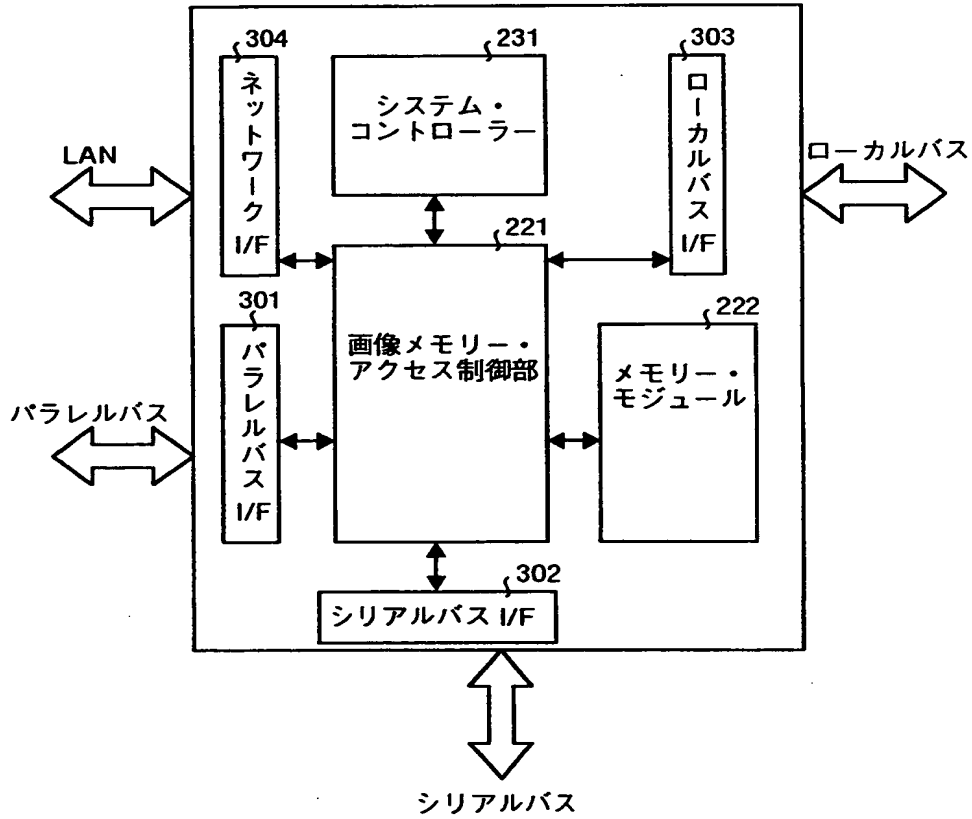 304
ネットワーク I/F
231
システム・
コントローラー
303
ローカルバス I/F
LAN
ローカルバス
221
画像メモリー・
アクセス制御部
301
パラレルバス I/F
222
メモリー・
モジュール
パラレルバス
302
シリアルバス I/F
シリアルバス